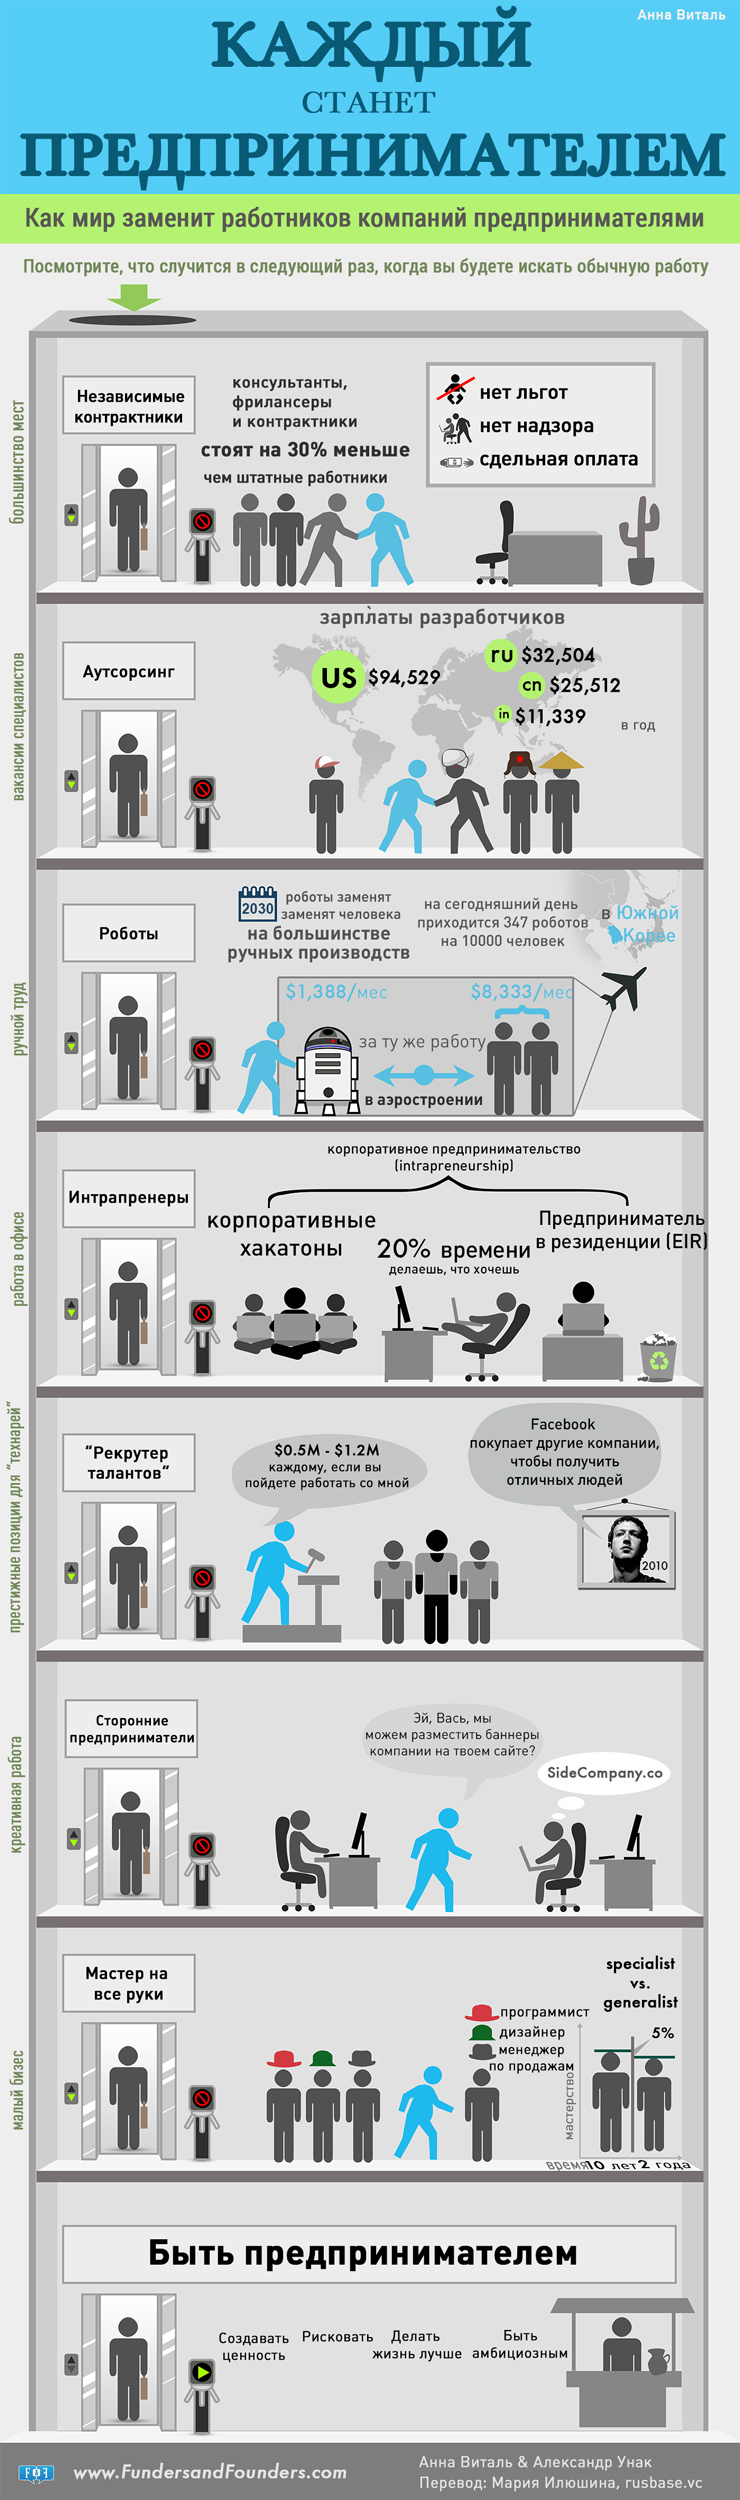 Анна Виталь
КАЖДЫЙ
СТАНЕТ
ПРЕДПРИНИМАТЕЛЕМ
Как мир заменит работников компаний предпринимателями
Посмотрите, что случится в следующий раз, когда вы будете искать обычную работу
большинство мест
Независимые
контрактники
консультанты,
фрилансеры
и контрактники
стоят на 30% меньше
чем штатные работники
нет льгот
нет надзора
сдельная оплата
вакансии специалистов
Аутсорсинг
зарплаты разработчиков
US $94,529
ru $32,504
cn $25,512
in $11,339
в год
ручной труд
Роботы
2030
роботы заменят
заменят человека
на большинстве
ручных производств
на сегодняшний день
приходится 347 роботов
на 10000 человек
в Южной
Корее
$1,388/мес
$8,333/мес
за ту же работу
в аэростроении
работа в офисе
Интрапренеры
корпоративное предпринимательство
(intrapreneurship)
корпоративные
хакатоны
20% времени
делаешь, что хочешь
Предприниматель
в резиденции (EIR)
престижные позиции для "технарей"
“Рекрутер
талантов”
$0.5M - $1.2M
каждому, если вы
пойдете работать со мной
Facebook
покупает другие компании,
чтобы получить
отличных людей
2010
креативная работа
Сторонние
предприниматели
Эй, Вась, мы
можем разместить баннеры
компании на твоем сайте?
SideCompany.co
малый бизес
Мастер на
все руки
программист
дизайнер
менеджер
по продажам
specialist
vs.
generalist
5%
мастерство
время
10 лет
2 года
Быть предпринимателем
Создавать
ценность
Рисковать
Делать
жизнь лучше
Быть
амбициозным
F&F
www.FundersandFounders.com
Анна Виталь & Александр Унак
Перевод: Мария Илюшина, rusbase.vc